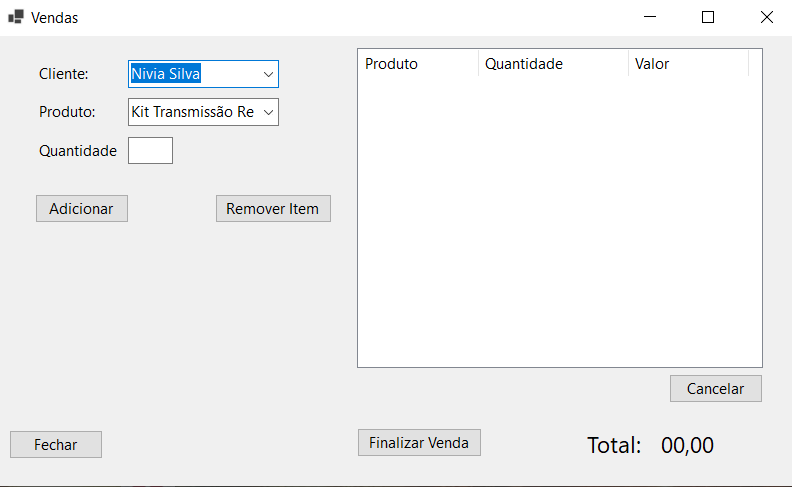 Vendas
Cliente: Nivia Silva
Produto: Kit Transmissão Re
Quantidade
Adicionar Remover Item
Produto Quantidade Valor
Cancelar
Fechar Finalizar Venda Total: 00,00